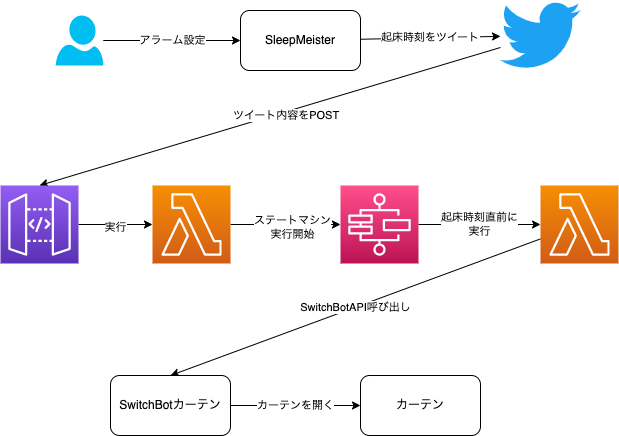 アラーム設定
SleepMeister
起床時刻をツイート
ツイート内容をPOST
実行
ステートマシン
実行開始
起床時刻直前に
実行
SwitchBotAPI呼び出し
SwitchBotカーテン
カーテンを開く
カーテン